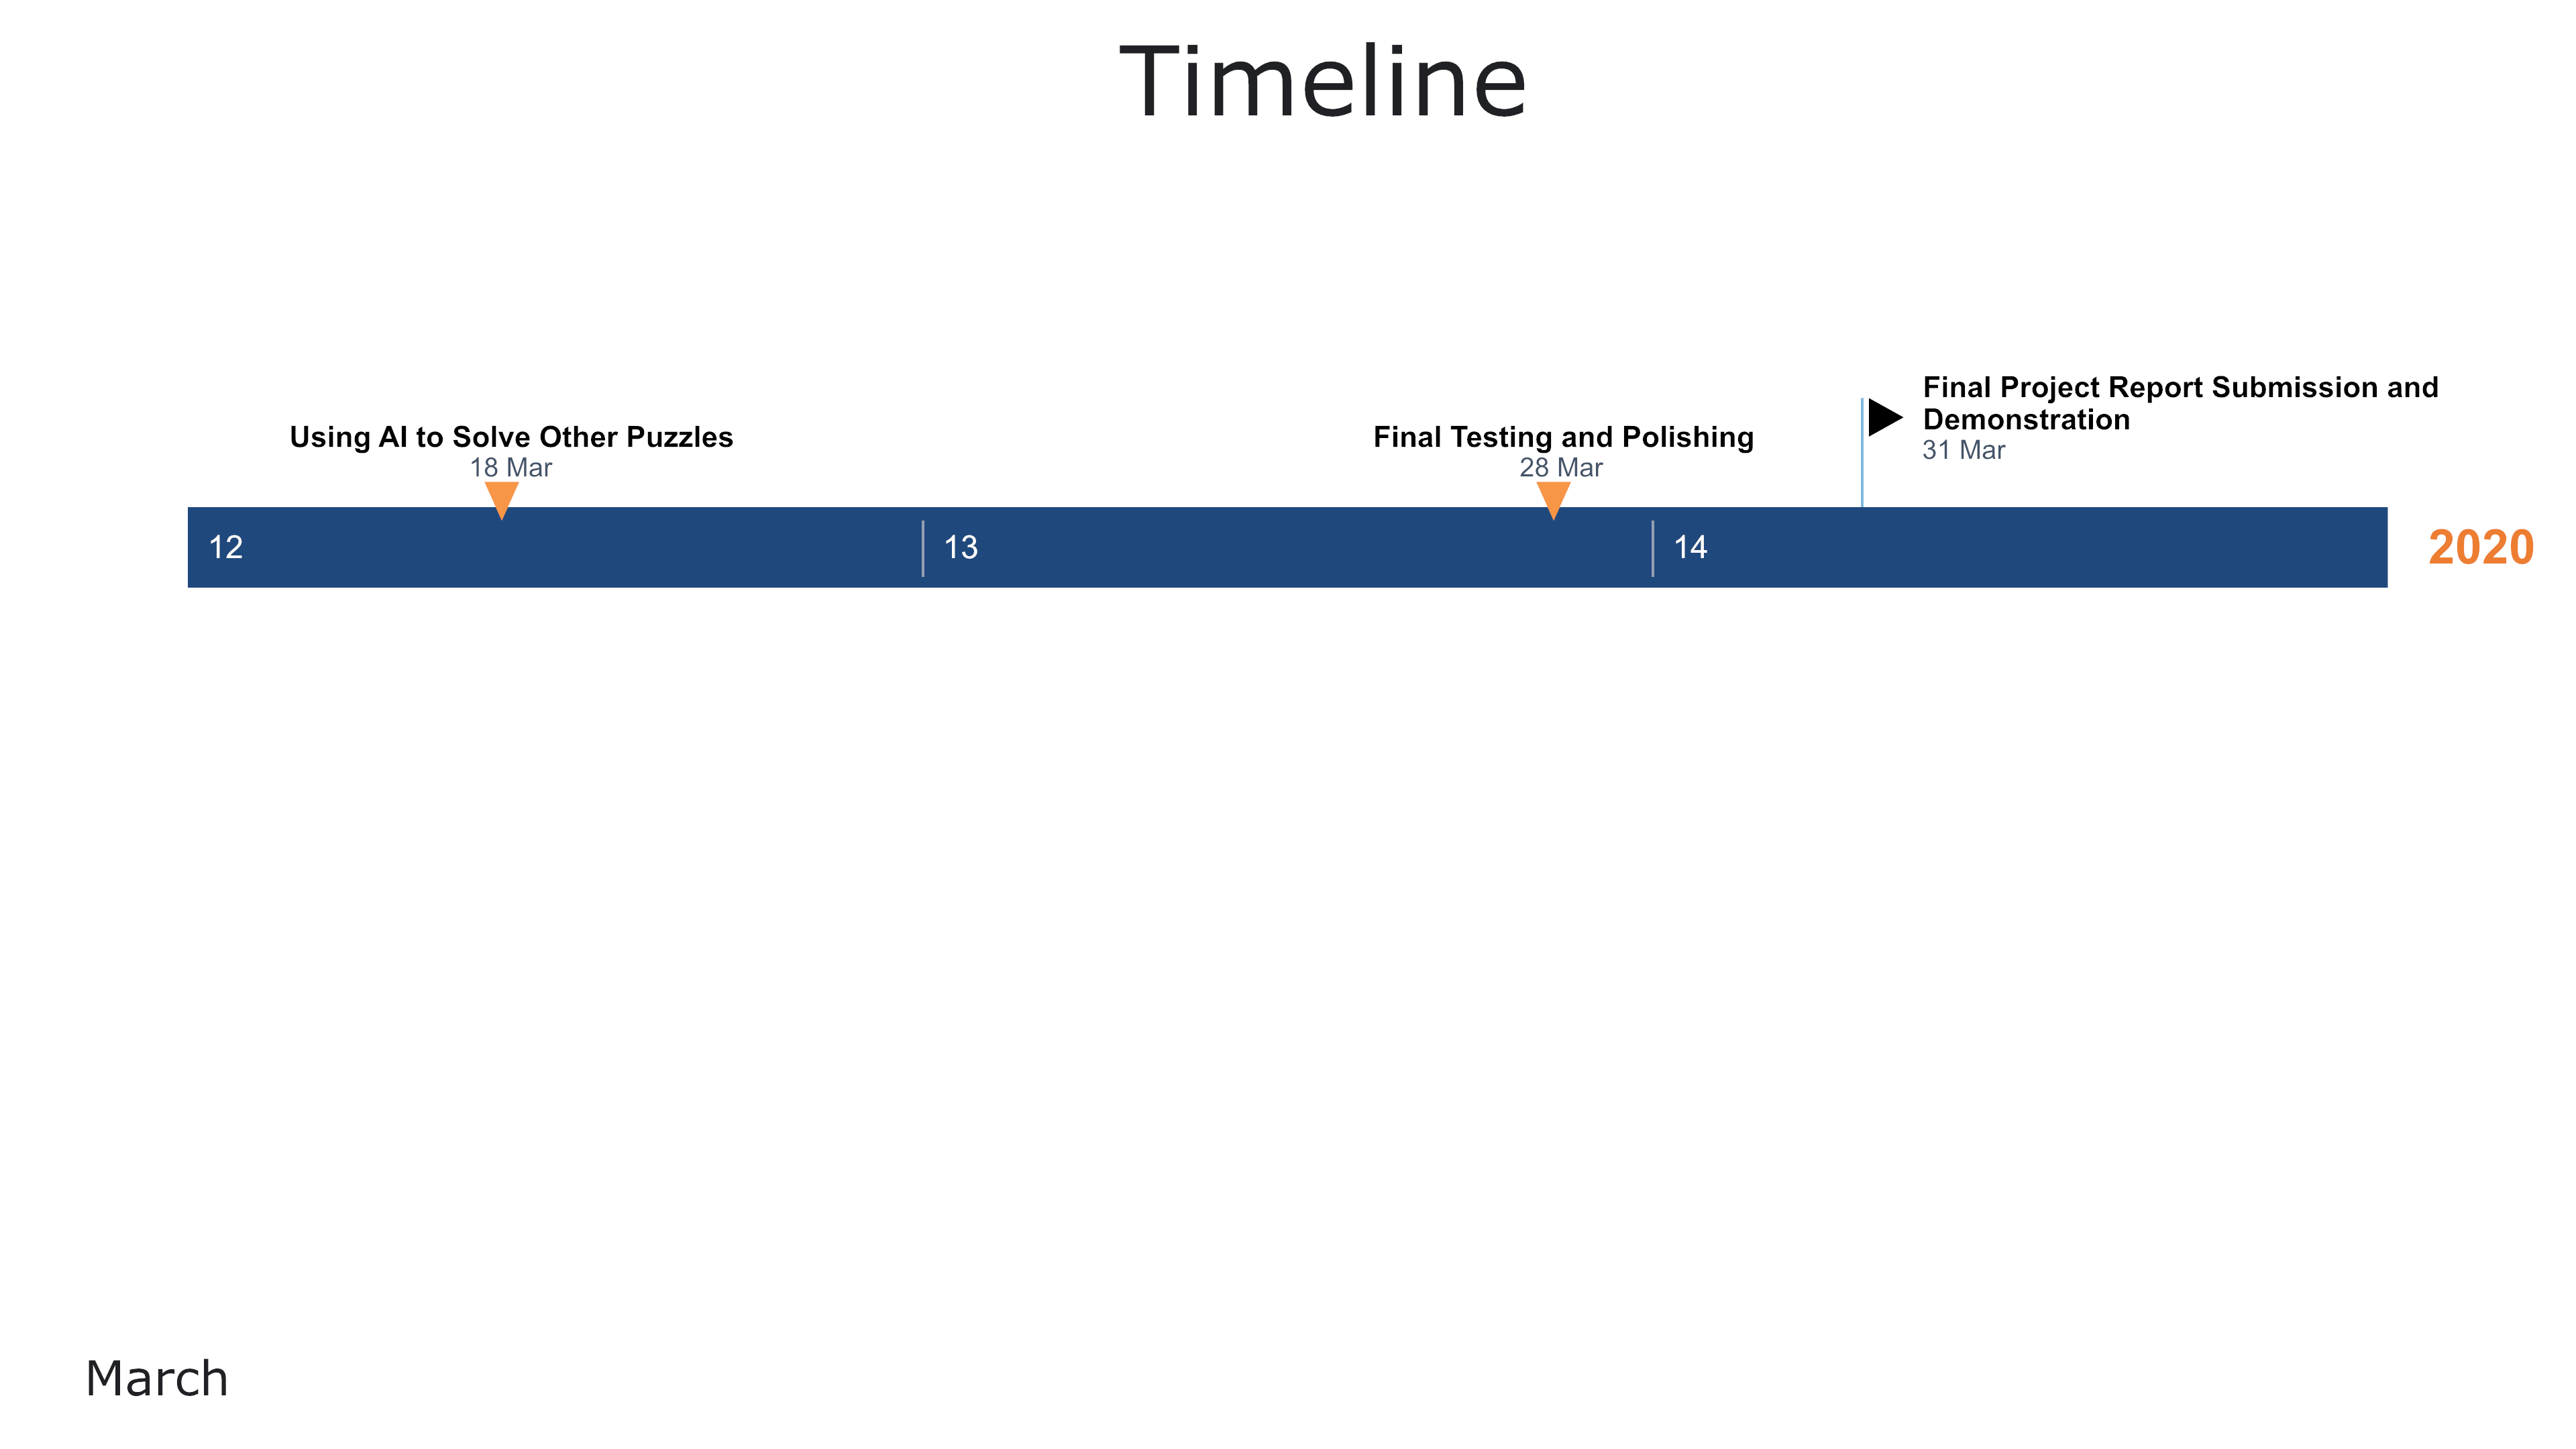 Timeline
Using AI to Solve Other Puzzles
18 Mar
Final Testing and Polishing
28 Mar
Final Project Report Submission and
Demonstration
31 Mar
12
13
14
2020
March